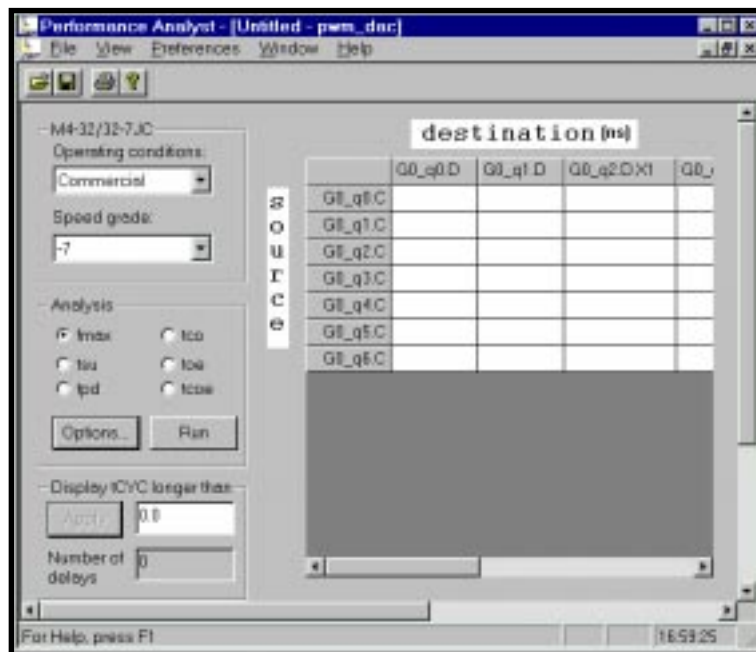 Performance Analyst - [Untitled - pwm_dac]
File View Preferences Window Help
M4-32/32-7JC
Operating conditions:
Commercial
Speed grade:
-7
Analysis
fmax tco
tsu toe
tpd tcoe
Options... Run
Display tCYC longer than
Apply 0.0
Number of delays 0
destination (ns)
source
G0_q0.D G0_q1.D G0_q2.D.X1 G0_
G0_q0.C
G0_q1.C
G0_q2.C
G0_q3.C
G0_q4.C
G0_q5.C
G0_q6.C
For Help, press F1 16:59:25